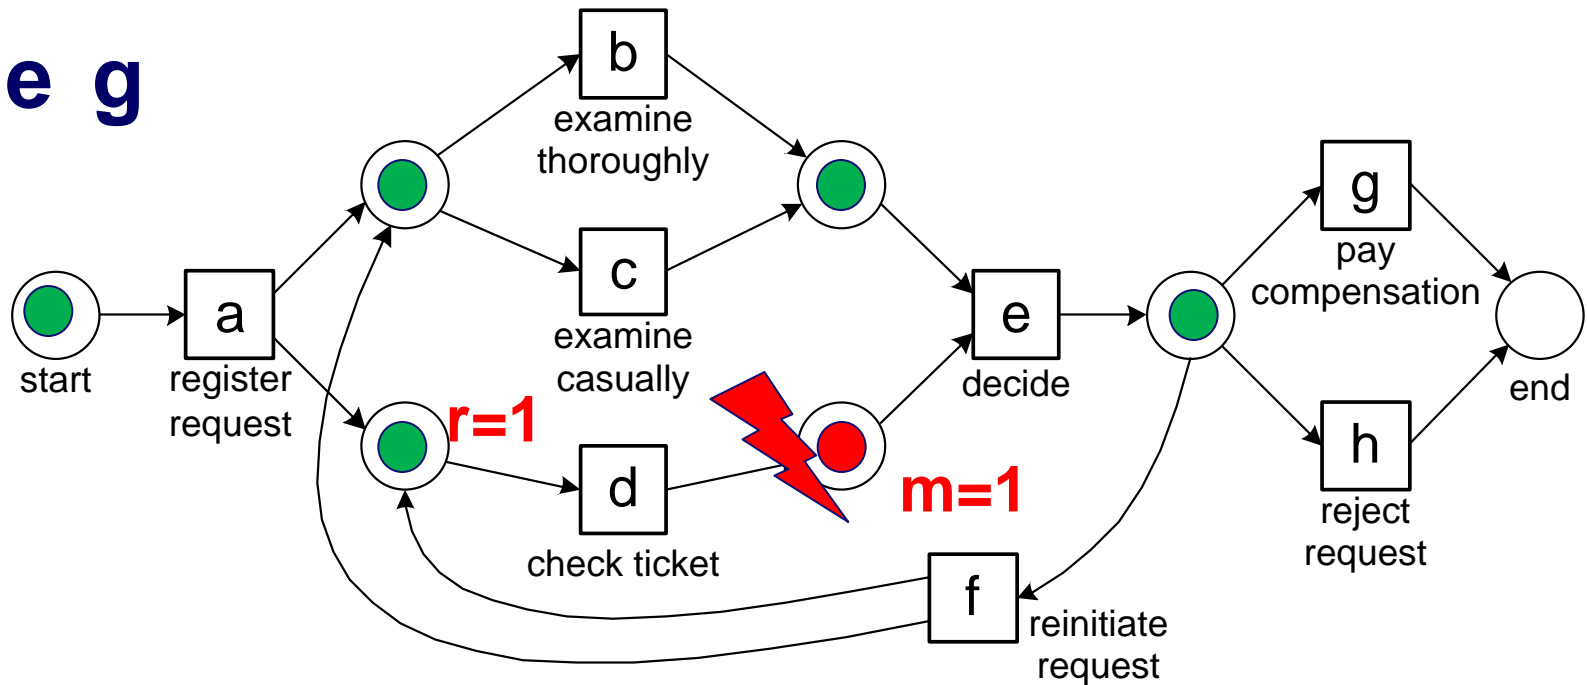 e g
b
examine
thoroughly
g
pay
compensation
c
examine
casually
a
register
request
start
e
decide
end
r=1
m=1
d
check ticket
h
reject
request
f
reinitiate
request